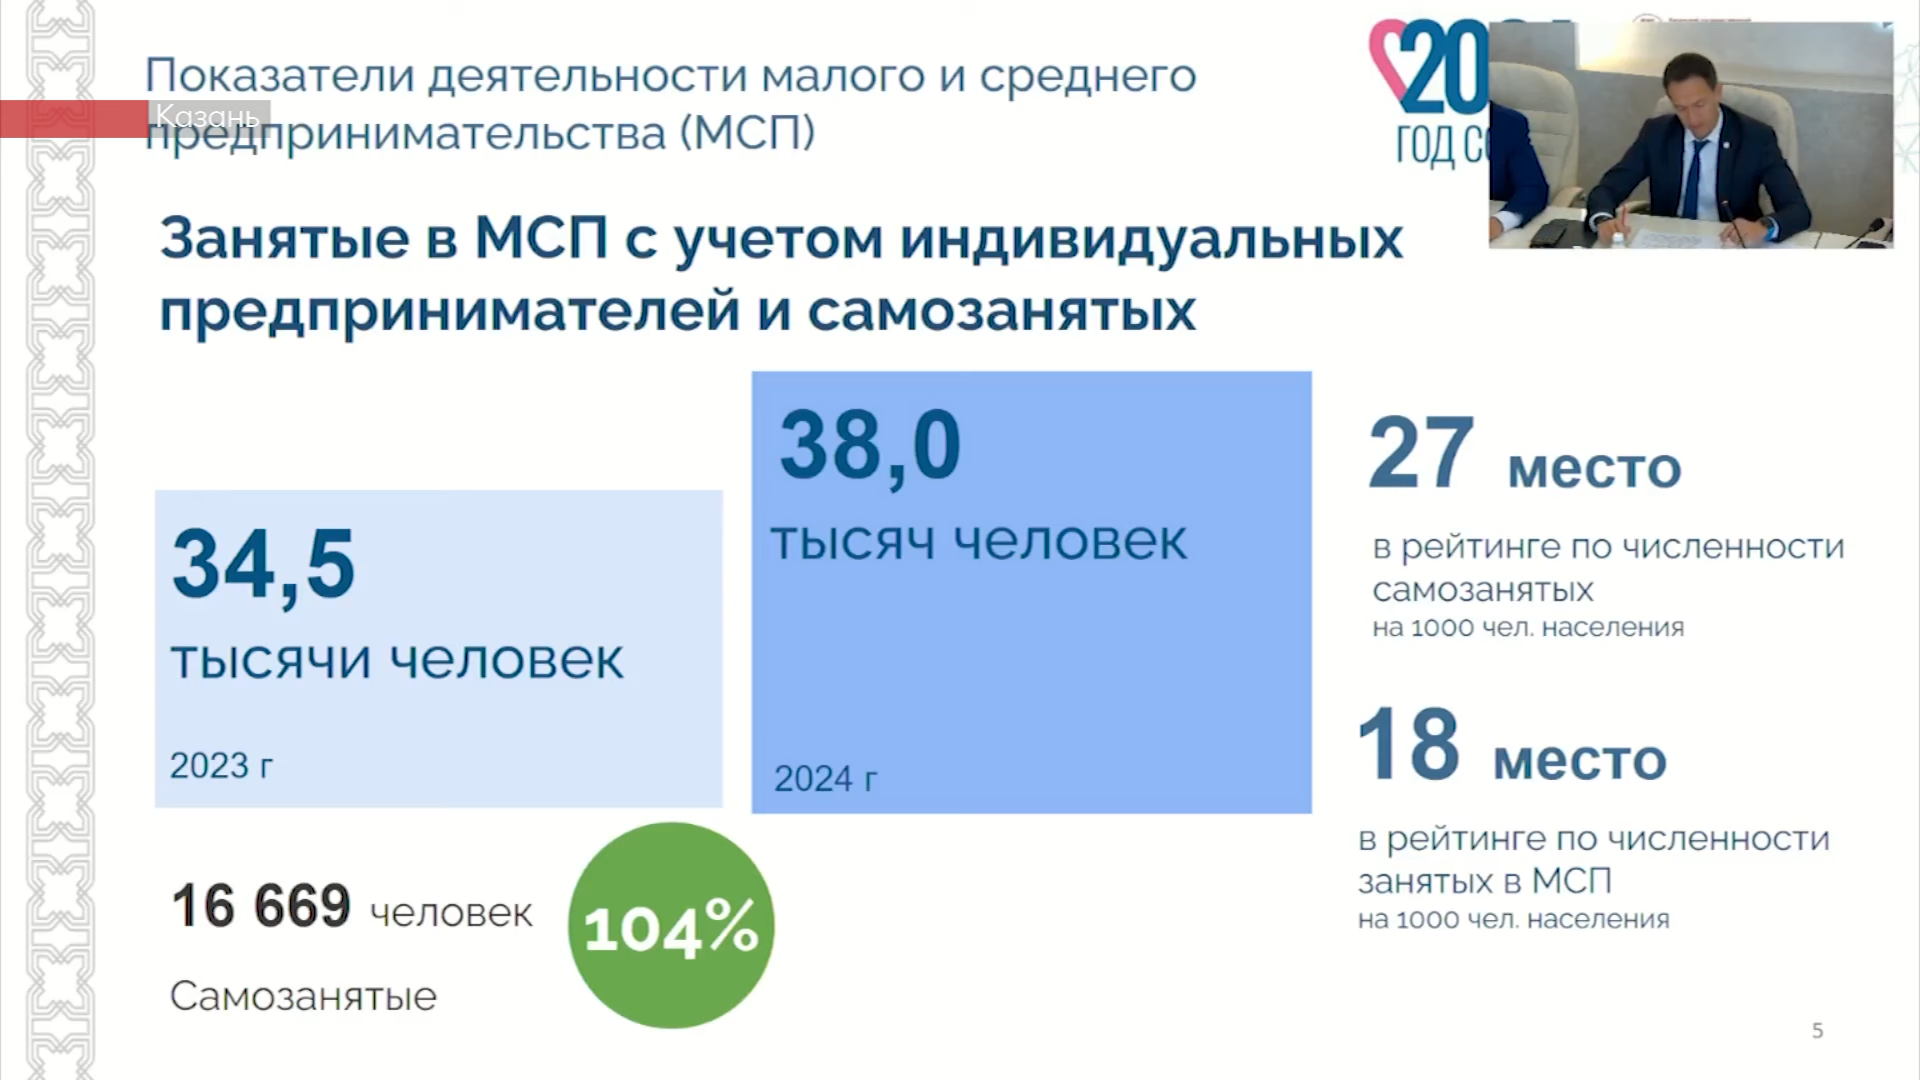 Показатели деятельности малого и среднего
Казань
предпринимательства (МСП)
ГОД
Занятые в МСП с учетом индивидуальных
предпринимателей и самозанятых
34,5
тысячи человек
2023 г
38,0
тысяч человек
2024 г
27 место
в рейтинге по численности
самозанятых
на 1000 чел. населения
18 место
в рейтинге по численности
занятых в МСП
на 1000 чел. населения
16 669 человек
104%
Самозанятые
5